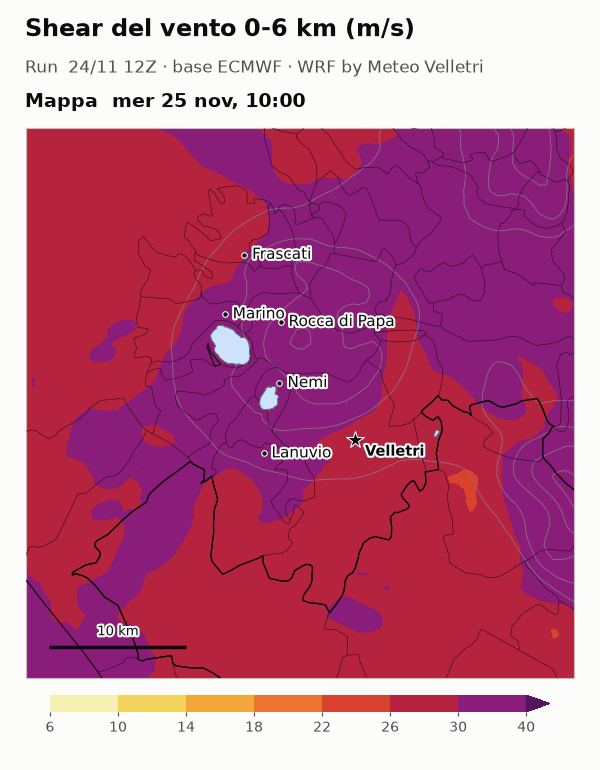 Shear del vento 0-6 km (m/s)
Run  24/11 12Z · base ECMWF · WRF by Meteo Velletri
Mappa  mer 25 nov, 10:00
Frascati
Marino
Rocca di Papa
Nemi
Velletri
Lanuvio
10 km
6 10 14 18 22 26 30 40